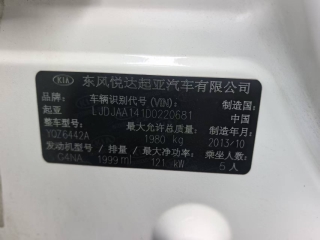 KIA 东风悦达起亚汽车有限公司
品牌： 车辆识别代号(VIN)： 制造国：
起亚 LJDJAA141D0220681 中国
整车型号： 最大允许总质量： 制造年月：
YQZ6442A 1980 kg 2013/10
发动机型号 / 排量 / 最大净功率： 乘坐人数：
G4NA 1999 ml 121 kW 5人